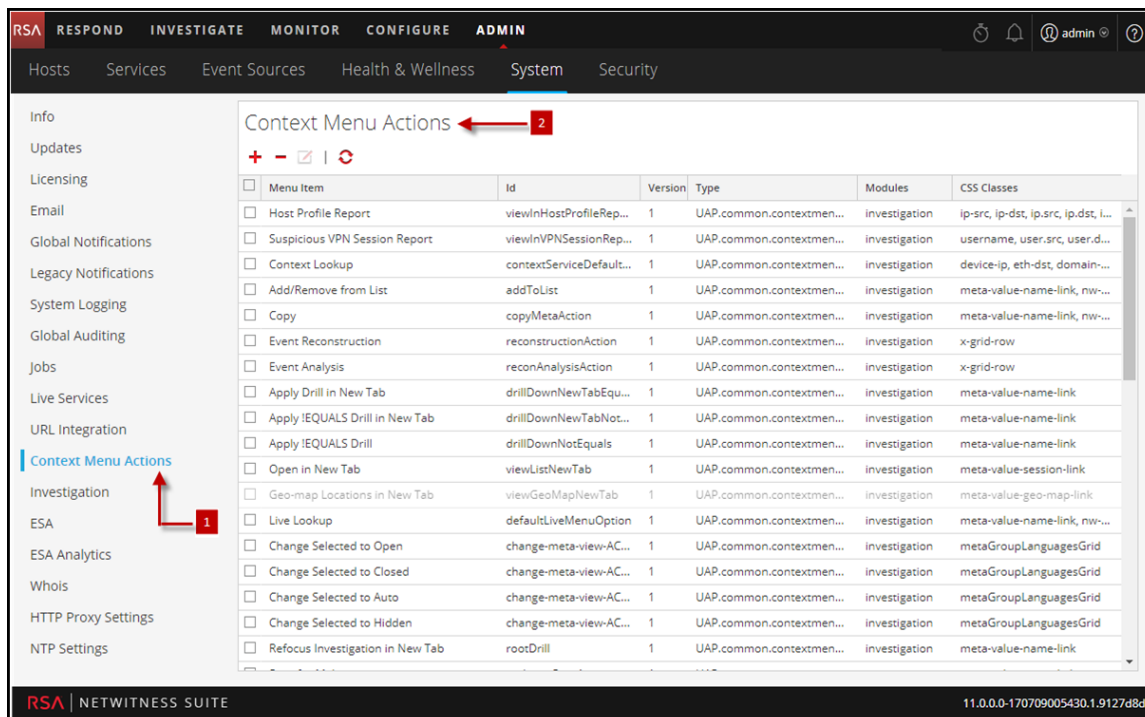 RSA RESPOND INVESTIGATE MONITOR CONFIGURE ADMIN admin ?
Hosts Services Event Sources Health & Wellness System Security
Info
Updates
Licensing
Email
Global Notifications
Legacy Notifications
System Logging
Global Auditing
Jobs
Live Services
URL Integration
Context Menu Actions
Investigation
ESA
ESA Analytics
Whois
HTTP Proxy Settings
NTP Settings
1
Context Menu Actions 2
Menu Item Id Version Type Modules CSS Classes
Host Profile Report viewInHostProfileRep... 1 UAP.common.contextmen... investigation ip-src, ip-dst, ip.src, ip.dst, i...
Suspicious VPN Session Report viewInVPNSessionRep... 1 UAP.common.contextmen... investigation username, user.src, user.d...
Context Lookup contextServiceDefault... 1 UAP.common.contextmen... investigation device-ip, eth-dst, domain-...
Add/Remove from List addToList 1 UAP.common.contextmen... investigation meta-value-name-link, nw-...
Copy copyMetaAction 1 UAP.common.contextmen... investigation meta-value-name-link, nw-...
Event Reconstruction reconstructionAction 1 UAP.common.contextmen... investigation x-grid-row
Event Analysis reconAnalysisAction 1 UAP.common.contextmen... investigation x-grid-row
Apply Drill in New Tab drillDownNewTabEqu... 1 UAP.common.contextmen... investigation meta-value-name-link
Apply !EQUALS Drill in New Tab drillDownNewTabNot... 1 UAP.common.contextmen... investigation meta-value-name-link
Apply !EQUALS Drill drillDownNotEquals 1 UAP.common.contextmen... investigation meta-value-name-link
Open in New Tab viewListNewTab 1 UAP.common.contextmen... investigation meta-value-session-link
Geo-map Locations in New Tab viewGeoMapNewTab 1 UAP.common.contextmen... investigation meta-value-geo-map-link
Live Lookup defaultLiveMenuOption 1 UAP.common.contextmen... investigation meta-value-name-link, nw-...
Change Selected to Open change-meta-view-AC... 1 UAP.common.contextmen... investigation metaGroupLanguagesGrid
Change Selected to Closed change-meta-view-AC... 1 UAP.common.contextmen... investigation metaGroupLanguagesGrid
Change Selected to Auto change-meta-view-AC... 1 UAP.common.contextmen... investigation metaGroupLanguagesGrid
Change Selected to Hidden change-meta-view-AC... 1 UAP.common.contextmen... investigation metaGroupLanguagesGrid
Refocus Investigation in New Tab rootDrill 1 UAP.common.contextmen... investigation meta-value-name-link
RSA NETWITNESS SUITE 11.0.0.0-170709005430.1.9127d8d